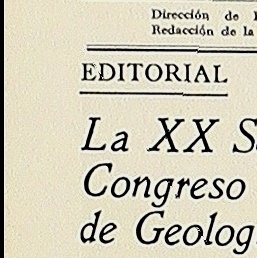 Dirección de
Redacción de la
EDITORIAL
La XX
Congreso
de